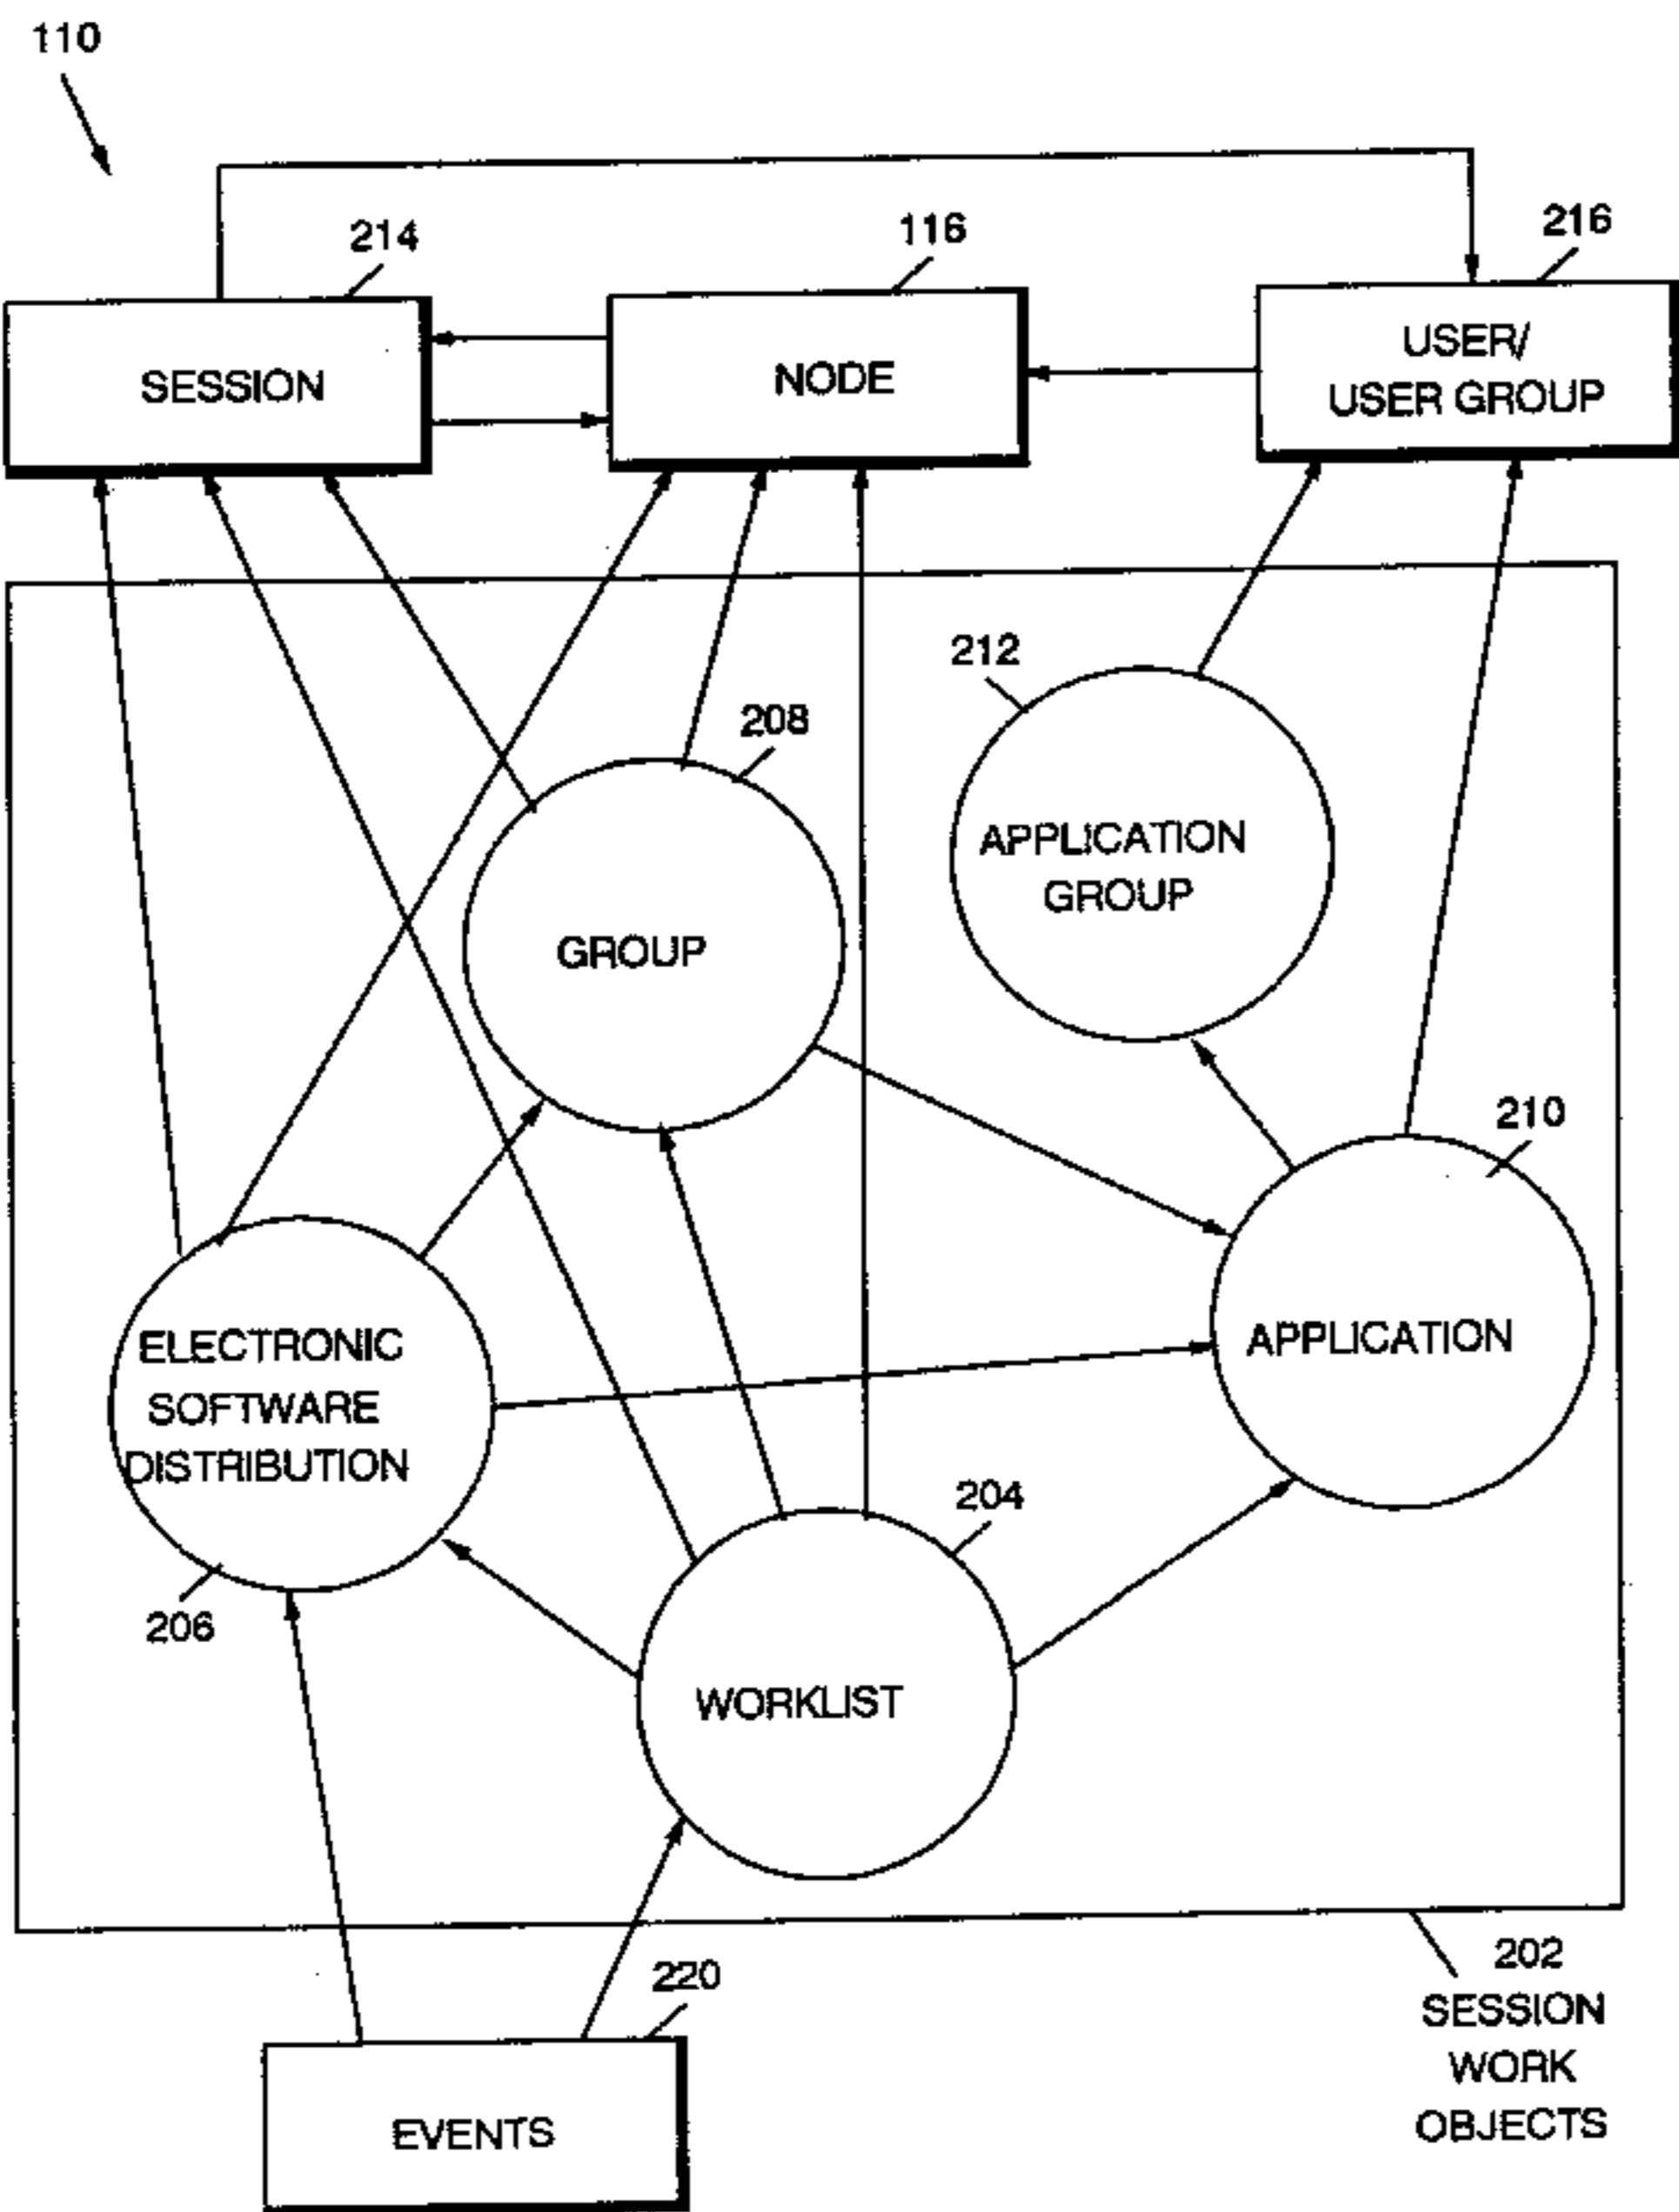 110
214
116
216
SESSION
NODE
USER/
USER GROUP
212
208
APPLICATION
GROUP
GROUP
210
ELECTRONIC
SOFTWARE
DISTRIBUTION
APPLICATION
204
206
WORKLIST
202
SESSION
WORK
OBJECTS
220
EVENTS